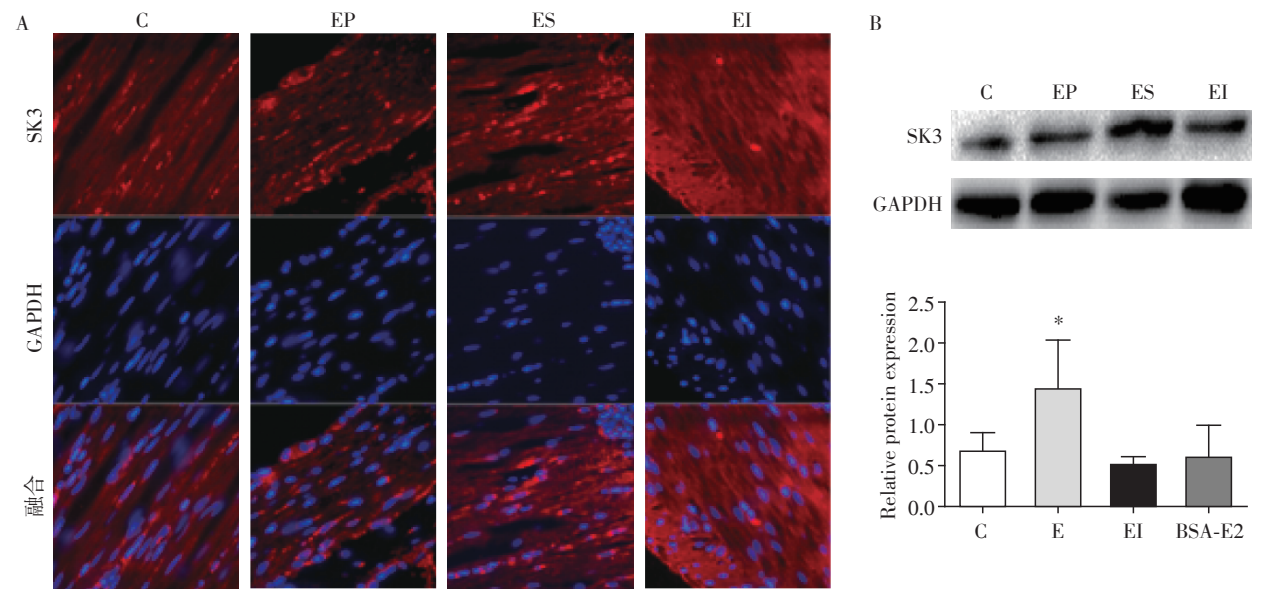 A
C
EP
ES
EI
SK3
GAPDH
融合
B
C
EP
ES
EI
SK3
GAPDH
Relative protein expression
2.5
2.0
1.5
1.0
0.5
0.0
*
C
E
EI
BSA-E2